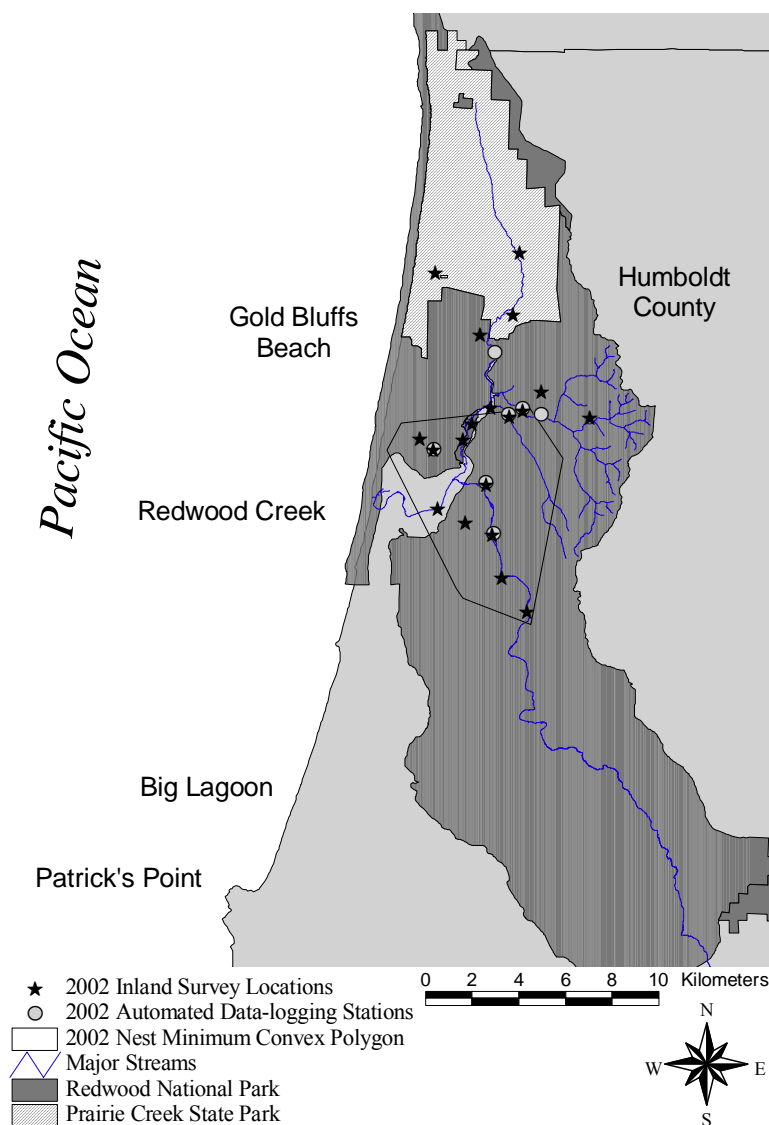 Pacific Ocean
Humboldt
County
Gold Bluffs
Beach
Redwood Creek
Big Lagoon
Patrick's Point
2002 Inland Survey Locations
2002 Automated Data-logging Stations
2002 Nest Minimum Convex Polygon
Major Streams
Redwood National Park
Prairie Creek State Park
0 2 4 6 8 10 Kilometers
N
W E
S